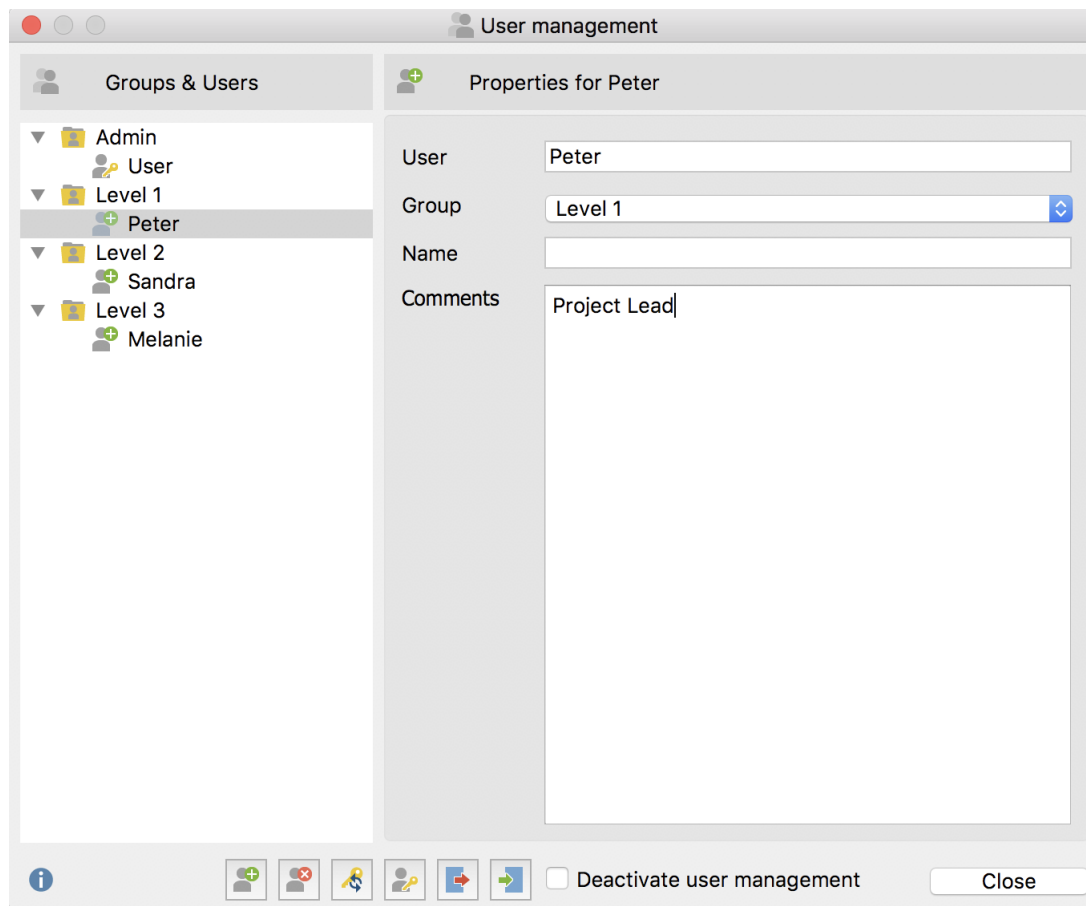 User management
Groups & Users
Properties for Peter
Admin
User
Level 1
Peter
Level 2
Sandra
Level 3
Melanie
User
Peter
Group
Level 1
Name
Comments
Project Lead
Deactivate user management
Close